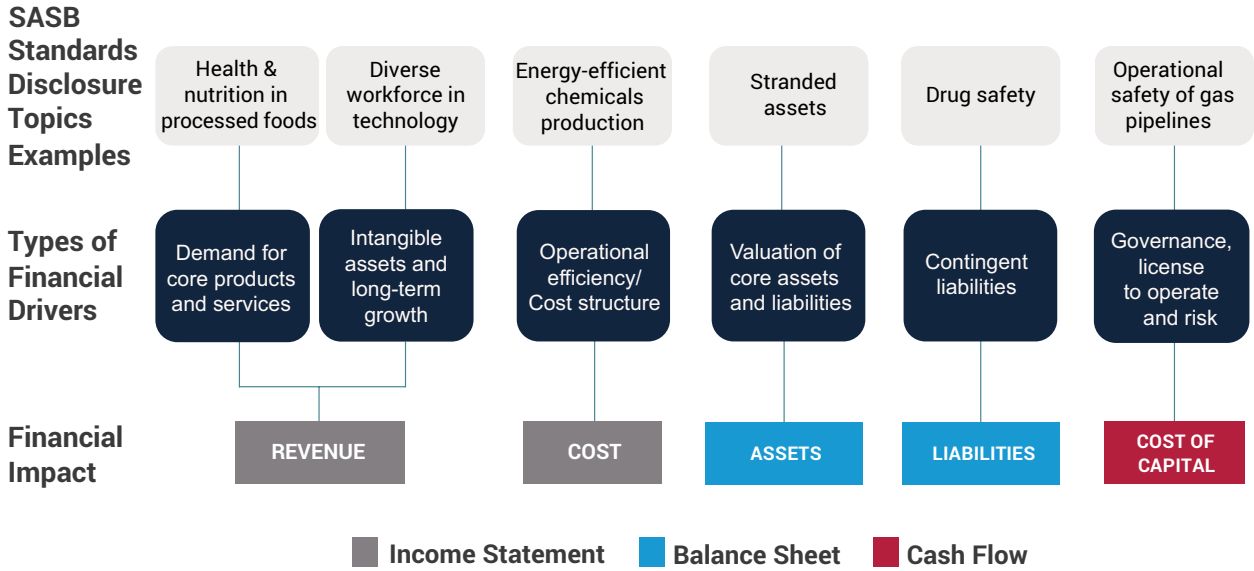 SASB
Standards
Disclosure
Topics
Examples
Health &
nutrition in
processed foods
Diverse
workforce in
technology
Energy-efficient
chemicals
production
Stranded
assets
Drug safety
Operational
safety of gas
pipelines
Types of
Financial
Drivers
Demand for
core products
and services
Intangible
assets and
long-term
growth
Operational
efficiency/
Cost structure
Valuation of
core assets
and liabilities
Contingent
liabilities
Governance,
license
to operate
and risk
Financial
Impact
REVENUE
COST
ASSETS
LIABILITIES
COST OF
CAPITAL
Income Statement
Balance Sheet
Cash Flow